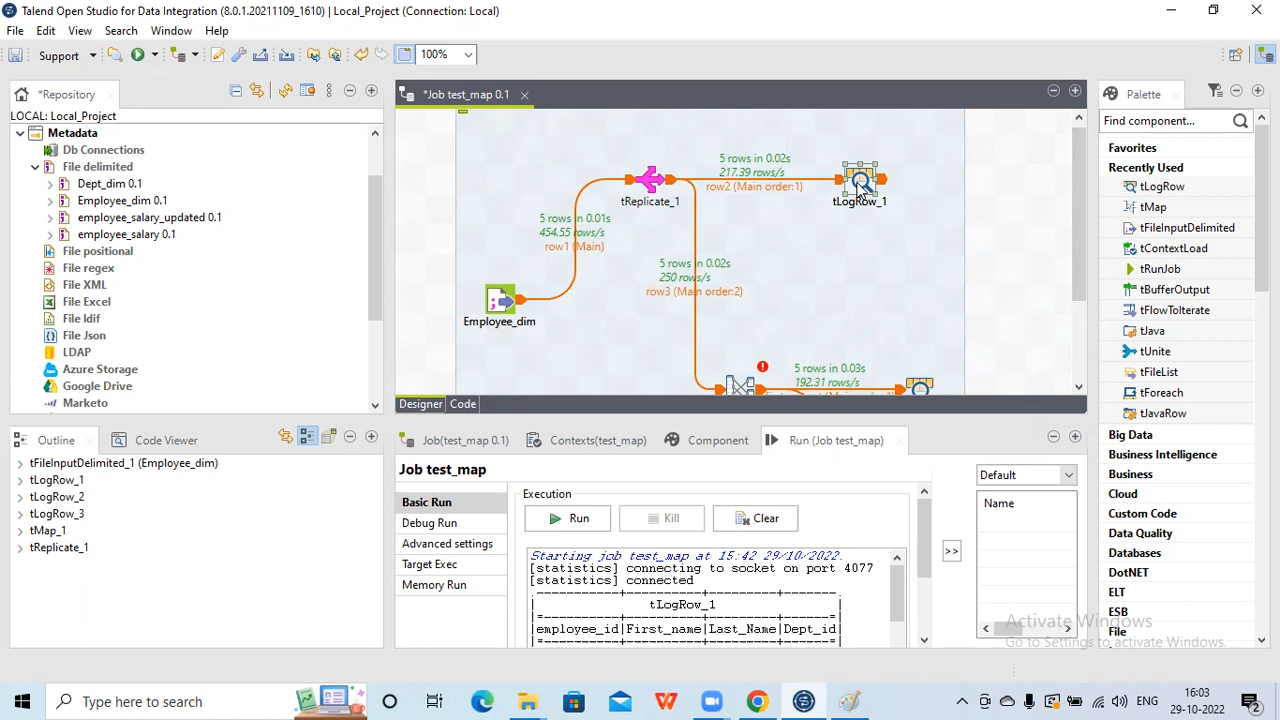 Talend Open Studio for Data Integration (8.0.1.20211109_1610) | Local_Project (Connection: Local)
File Edit View Search Window Help
Support 100%
*Repository
LOCAL: Local_Project
Metadata
Db Connections
File delimited
Dept_dim 0.1
Employee_dim 0.1
employee_salary_updated 0.1
employee_salary 0.1
File positional
File regex
File XML
File Excel
File ldif
File Json
LDAP
Azure Storage
Google Drive
Marketo
*Job test_map 0.1
5 rows in 0.02s
217.39 rows/s
row2 (Main order:1)
tReplicate_1
tLogRow_1
5 rows in 0.01s
454.55 rows/s
row1 (Main)
5 rows in 0.02s
250 rows/s
row3 (Main order:2)
Employee_dim
5 rows in 0.03s
192.31 rows/s
Designer Code
Palette
Find component...
Favorites
Recently Used
tLogRow
tMap
tFileInputDelimited
tContextLoad
tRunJob
tBufferOutput
tFlowToIterate
tJava
tUnite
tFileList
tForeach
tJavaRow
Big Data
Business Intelligence
Business
Cloud
Custom Code
Data Quality
Databases
DotNET
ELT
ESB
File
Outline Code Viewer
tFileInputDelimited_1 (Employee_dim)
tLogRow_1
tLogRow_2
tLogRow_3
tMap_1
tReplicate_1
Job(test_map 0.1) Contexts(test_map) Component Run (Job test_map)
Job test_map
Basic Run
Debug Run
Advanced settings
Target Exec
Memory Run
Execution
Run Kill Clear
Starting job test_map at 15:42 29/10/2022.
[statistics] connecting to socket on port 4077
[statistics] connected
.-----------+----------+---------+-------.
| tLogRow_1 |
|=----------+----------+---------+------=|
|employee_id|First_name|Last_Name|Dept_id|
|=----------+----------+---------+------=|
>>
Default
Name
Activate Windows
Go to Settings to activate Windows.
Type here to search
ENG
16:03
29-10-2022
2